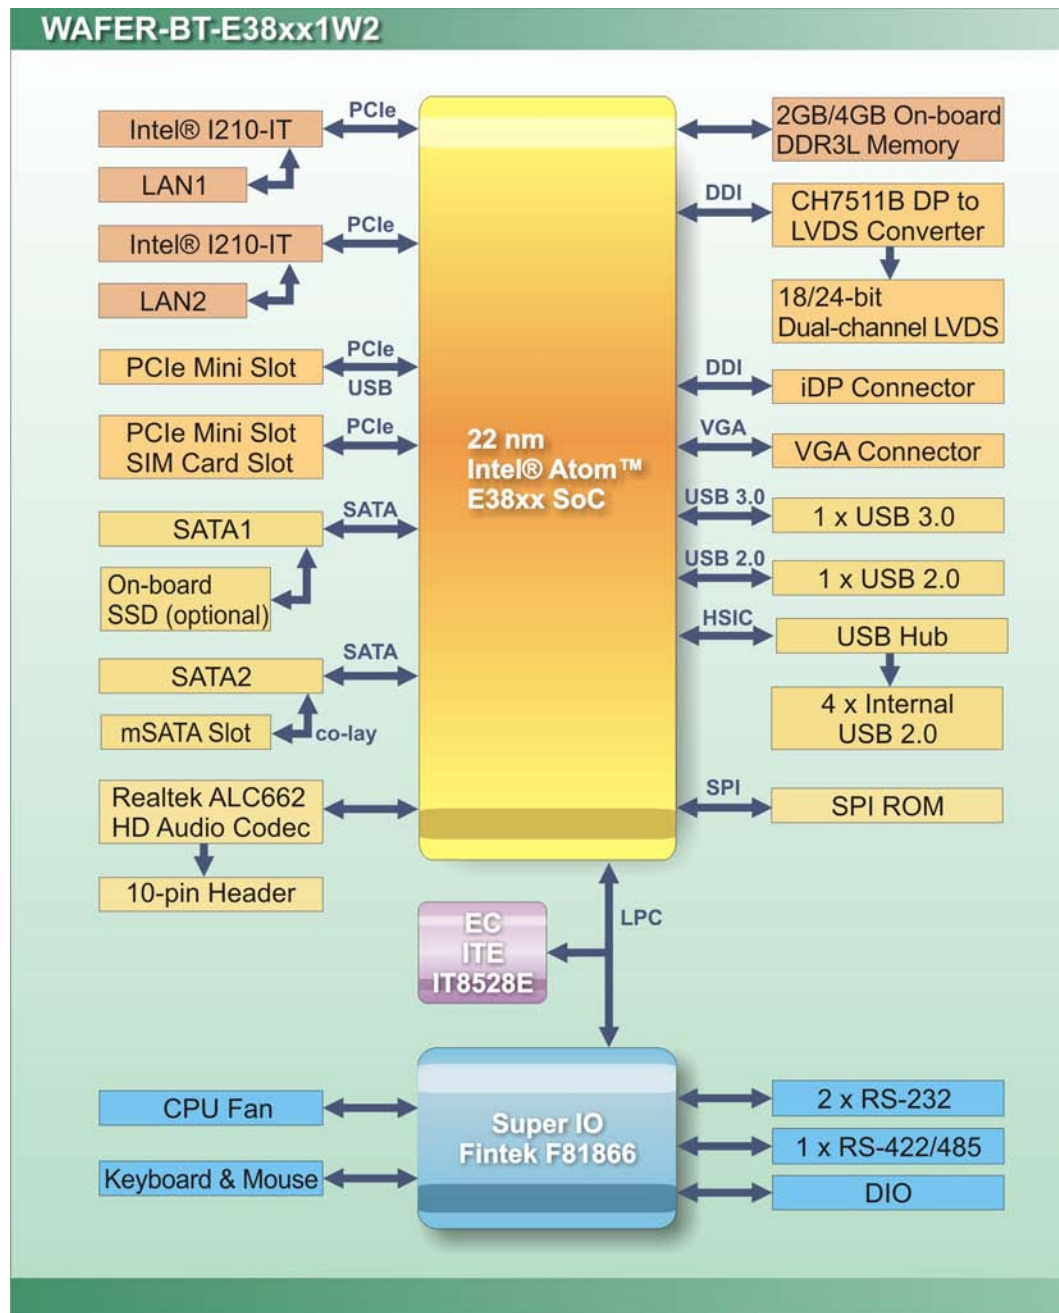 WAFER-BT-E38xx1W2
Intel® I210-IT
PCIe
LAN1
Intel® I210-IT
PCIe
LAN2
PCIe Mini Slot
PCIe
USB
PCIe Mini Slot
SIM Card Slot
PCIe
SATA1
SATA
On-board
SSD (optional)
SATA2
SATA
mSATA Slot
co-lay
Realtek ALC662
HD Audio Codec
10-pin Header
22 nm
Intel® Atom™
E38xx SoC
2GB/4GB On-board
DDR3L Memory
DDI
CH7511B DP to
LVDS Converter
18/24-bit
Dual-channel LVDS
DDI
iDP Connector
VGA
VGA Connector
USB 3.0
1 x USB 3.0
USB 2.0
1 x USB 2.0
HSIC
USB Hub
4 x Internal
USB 2.0
SPI
SPI ROM
LPC
EC
ITE
IT8528E
CPU Fan
Keyboard & Mouse
Super IO
Fintek F81866
2 x RS-232
1 x RS-422/485
DIO